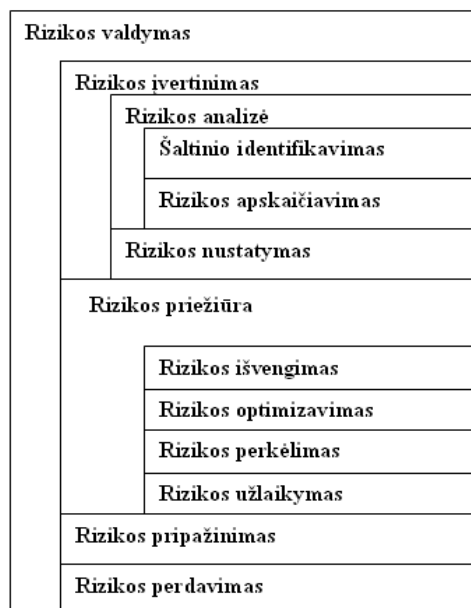 Rizikos valdymas
Rizikos įvertinimas
Rizikos analizė
Šaltinio identifikavimas
Rizikos apskaičiavimas
Rizikos nustatymas
Rizikos priežiūra
Rizikos išvengimas
Rizikos optimizavimas
Rizikos perkėlimas
Rizikos užlaikymas
Rizikos pripažinimas
Rizikos perdavimas